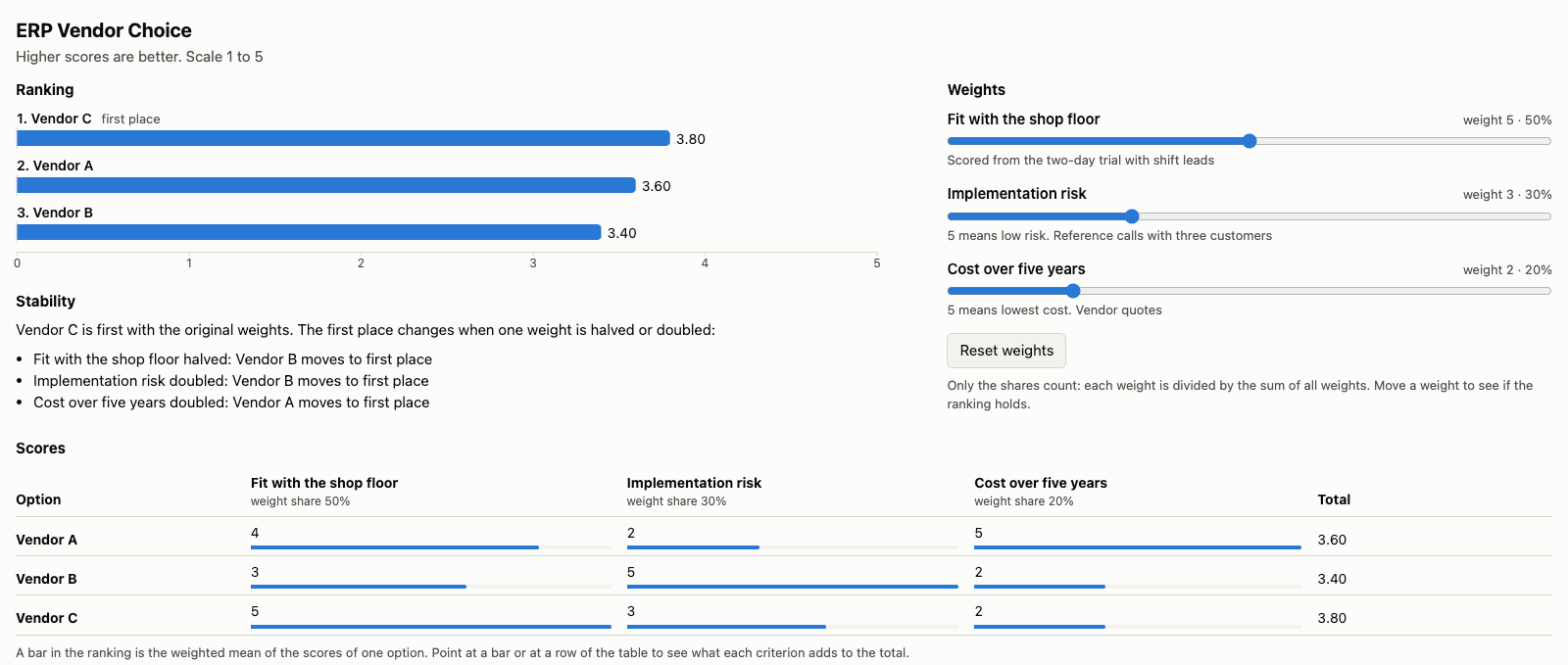 ERP Vendor Choice
Higher scores are better. Scale 1 to 5
Ranking
1. Vendor C first place
3.80
2. Vendor A
3.60
3. Vendor B
3.40
0 1 2 3 4 5
Stability
Vendor C is first with the original weights. The first place changes when one weight is halved or doubled:
• Fit with the shop floor halved: Vendor B moves to first place
• Implementation risk doubled: Vendor B moves to first place
• Cost over five years doubled: Vendor A moves to first place
Weights
Fit with the shop floor weight 5 · 50%
Scored from the two-day trial with shift leads
Implementation risk weight 3 · 30%
5 means low risk. Reference calls with three customers
Cost over five years weight 2 · 20%
5 means lowest cost. Vendor quotes
Reset weights
Only the shares count: each weight is divided by the sum of all weights. Move a weight to see if the
ranking holds.
Scores
Option Fit with the shop floor Implementation risk Cost over five years Total
weight share 50% weight share 30% weight share 20%
Vendor A 4 2 5 3.60
Vendor B 3 5 2 3.40
Vendor C 5 3 2 3.80
A bar in the ranking is the weighted mean of the scores of one option. Point at a bar or at a row of the table to see what each criterion adds to the total.